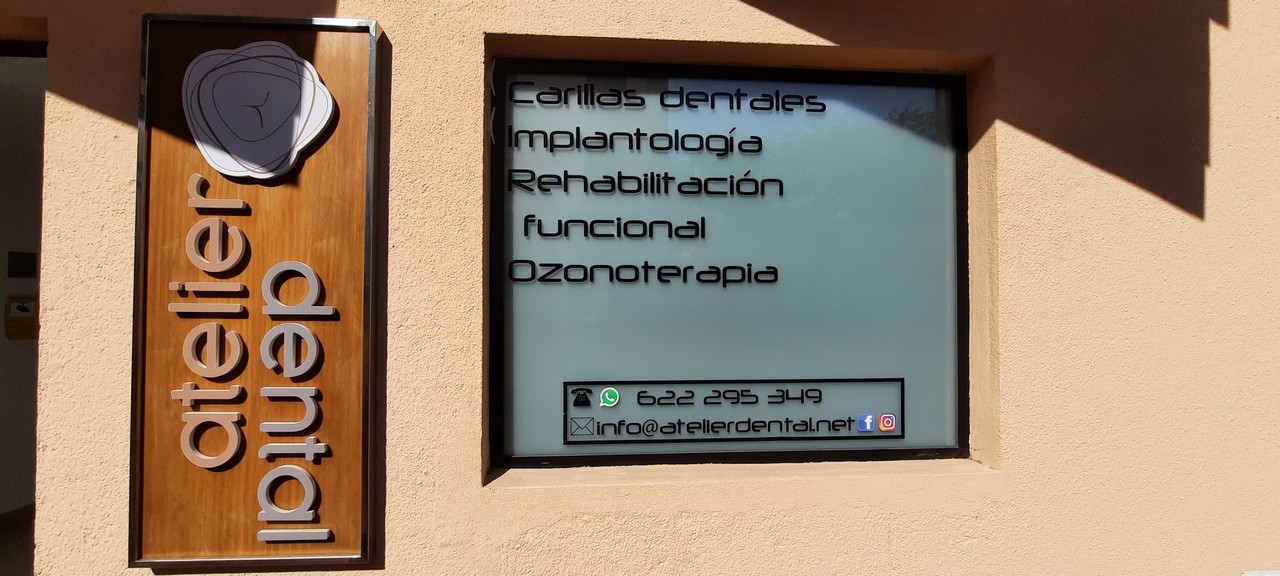 atelier
dental
Carillas dentales
Implantología
Rehabilitación
funcional
Ozonoterapia
622 295 349
info@atelierdental.net